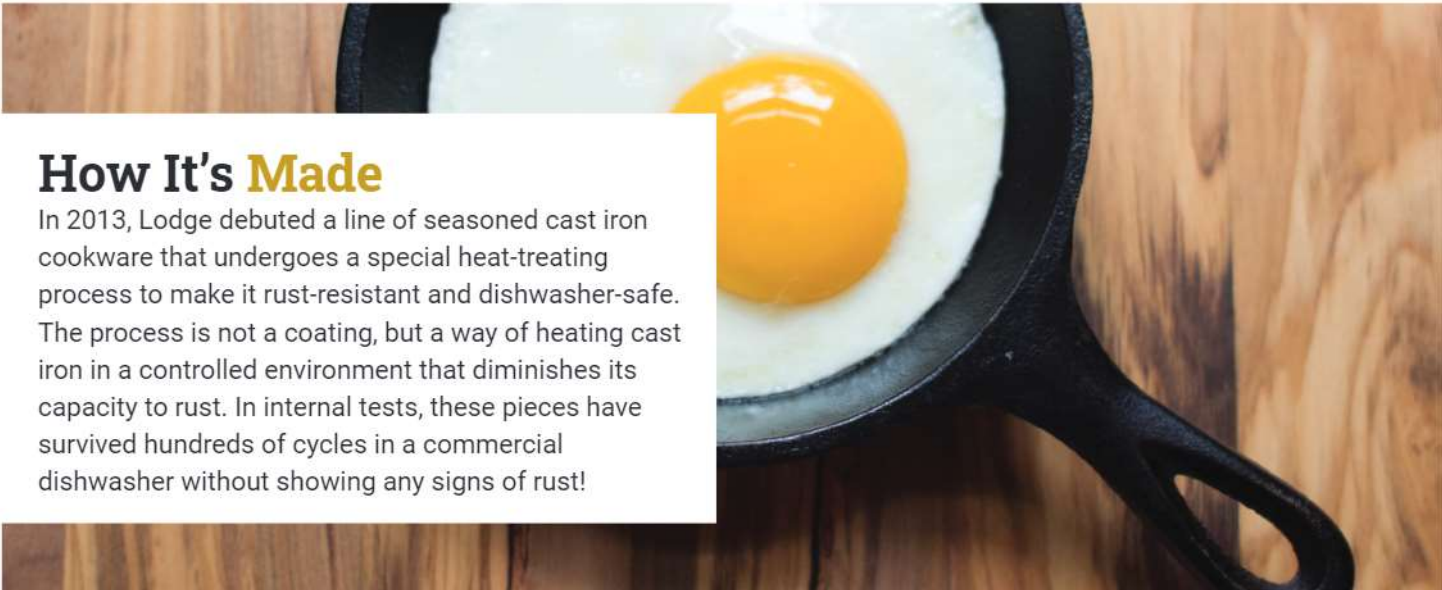 How It’s Made
In 2013, Lodge debuted a line of seasoned cast iron
cookware that undergoes a special heat-treating
process to make it rust-resistant and dishwasher-safe.
The process is not a coating, but a way of heating cast
iron in a controlled environment that diminishes its
capacity to rust. In internal tests, these pieces have
survived hundreds of cycles in a commercial
dishwasher without showing any signs of rust!